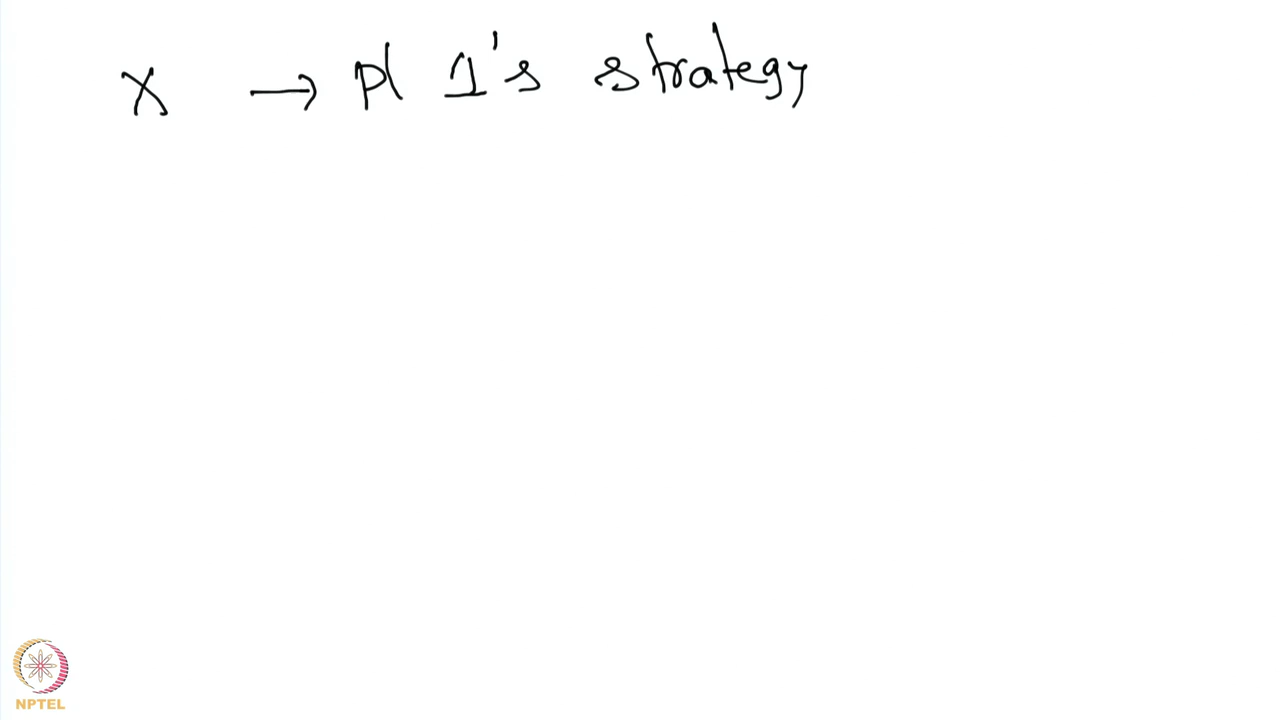 x → Pl 1's strategy
NPTEL